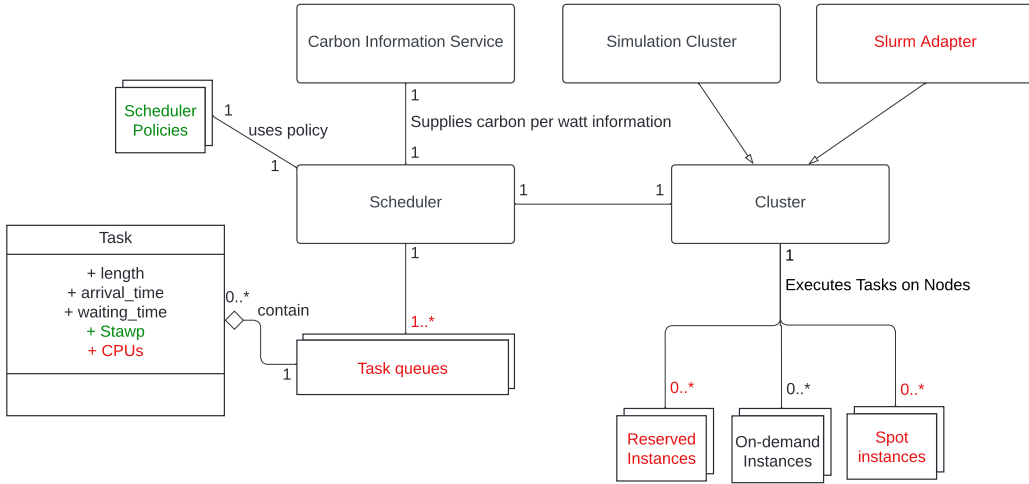 Carbon Information Service
Simulation Cluster
Slurm Adapter
Scheduler
Policies
1
uses policy
1
1
Supplies carbon per watt information
1
Scheduler
1
1
Cluster
Task
+ length
+ arrival_time
+ waiting_time
+ Stawp
+ CPUs
0..*
contain
1
1
1..*
Task queues
1
Executes Tasks on Nodes
0..*
0..*
0..*
Reserved
Instances
On-demand
Instances
Spot
instances